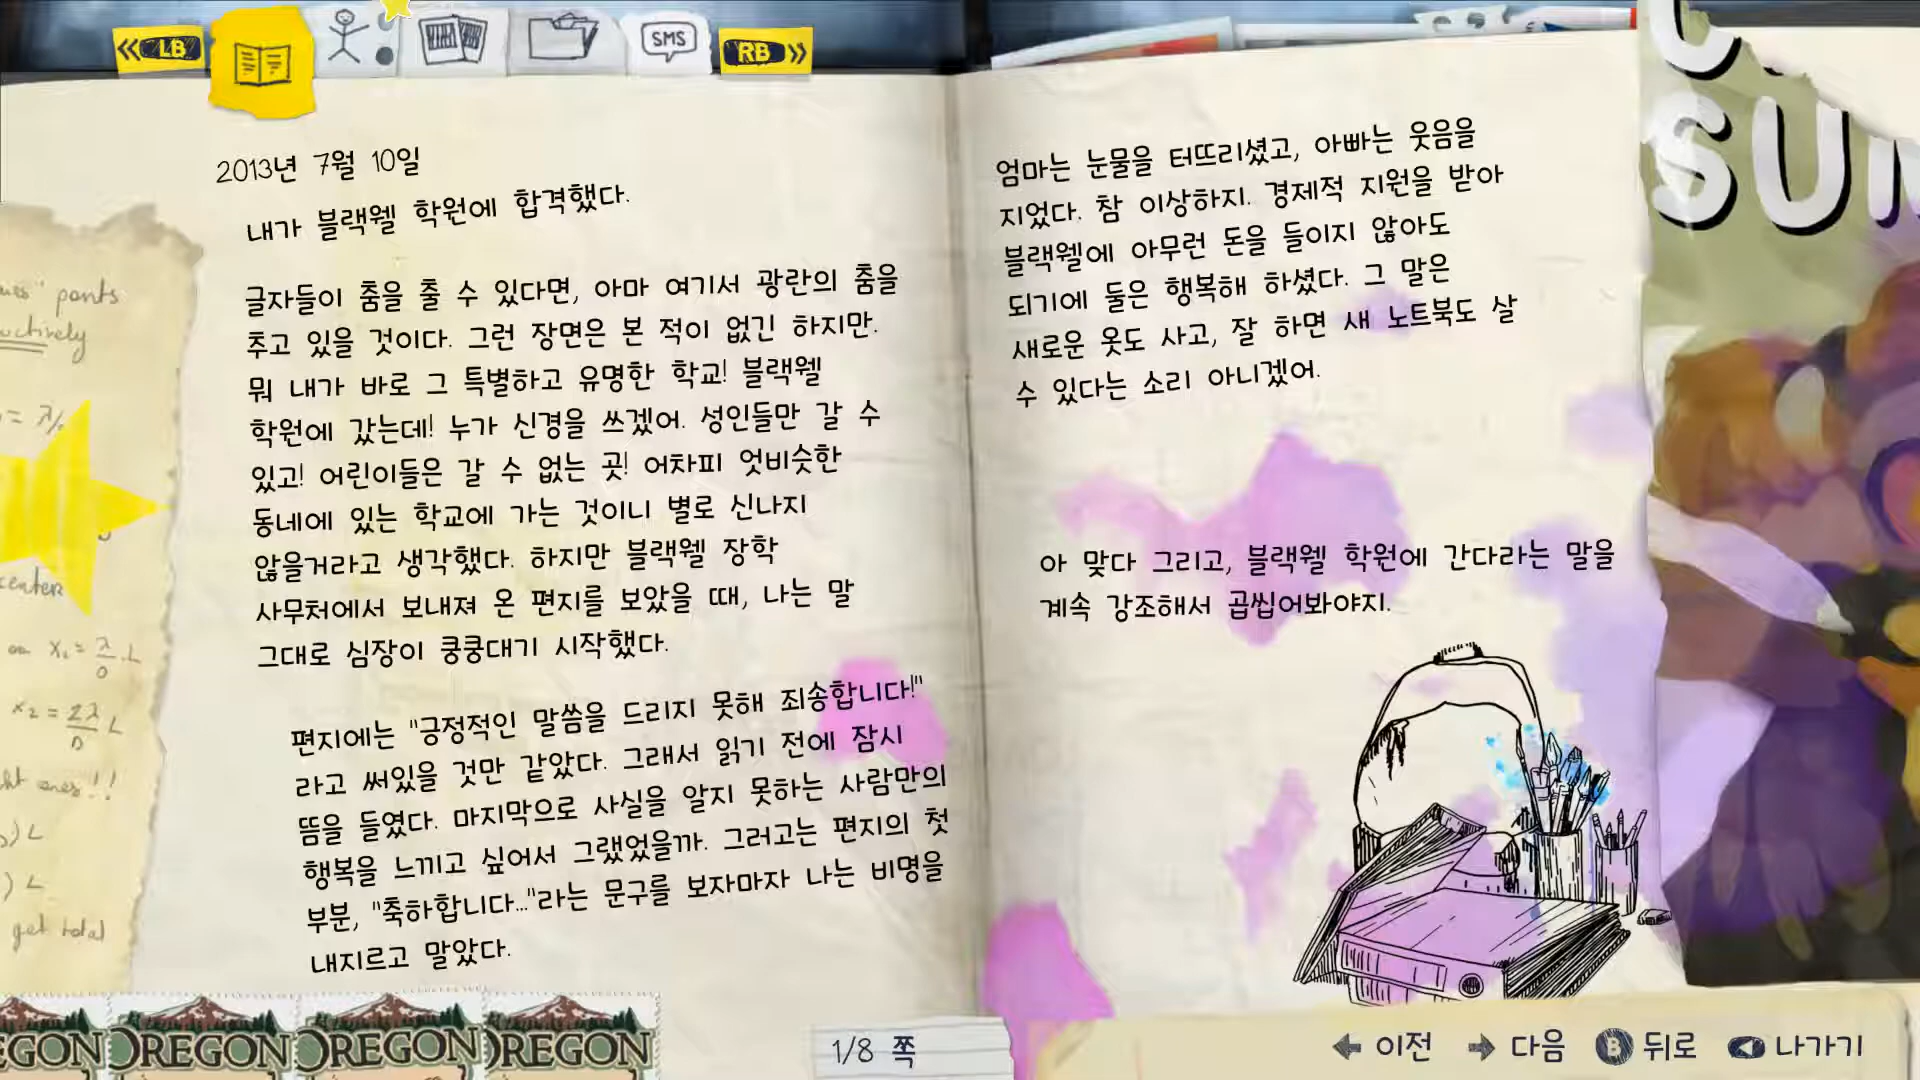 LB
SMS
RB
2013년 7월 10일
내가 블랙웰 학원에 합격했다.
글자들이 춤을 출 수 있다면, 아마 여기서 광란의 춤을
추고 있을 것이다. 그런 장면은 본 적이 없긴 하지만.
뭐 내가 바로 그 특별하고 유명한 학교! 블랙웰
학원에 갔는데! 누가 신경을 쓰겠어. 성인들만 갈 수
있고! 어린이들은 갈 수 없는 곳! 어차피 엇비슷한
동네에 있는 학교에 가는 것이니 별로 신나지
않을거라고 생각했다. 하지만 블랙웰 장학
사무처에서 보내져 온 편지를 보았을 때, 나는 말
그대로 심장이 쿵쿵대기 시작했다.
편지에는 "긍정적인 말씀을 드리지 못해 죄송합니다!"
라고 써있을 것만 같았다. 그래서 읽기 전에 잠시
뜸을 들였다. 마지막으로 사실을 알지 못하는 사람만의
행복을 느끼고 싶어서 그랬었을까. 그러고는 편지의 첫
부분, "축하합니다..."라는 문구를 보자마자 나는 비명을
내지르고 말았다.
엄마는 눈물을 터뜨리셨고, 아빠는 웃음을
지었다. 참 이상하지. 경제적 지원을 받아
블랙웰에 아무런 돈을 들이지 않아도
되기에 둘은 행복해 하셨다. 그 말은
새로운 옷도 사고, 잘 하면 새 노트북도 살
수 있다는 소리 아니겠어.
아 맞다 그리고, 블랙웰 학원에 간다라는 말을
계속 강조해서 곱씹어봐야지.
pants
center
x₂ = 2λ/D L
get total
SUN
EGON OREGON OREGON OREGON
1/8 쪽
이전 다음 B 뒤로 나가기